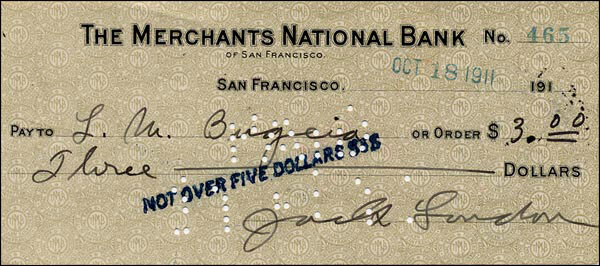 THE MERCHANTS NATIONAL BANK No. 465
OF SAN FRANCISCO.
OCT 18 1911
SAN FRANCISCO. 191
PAY TO L. M. OR ORDER $ 3.00
Three DOLLARS
NOT OVER FIVE DOLLARS $5$
Jack London